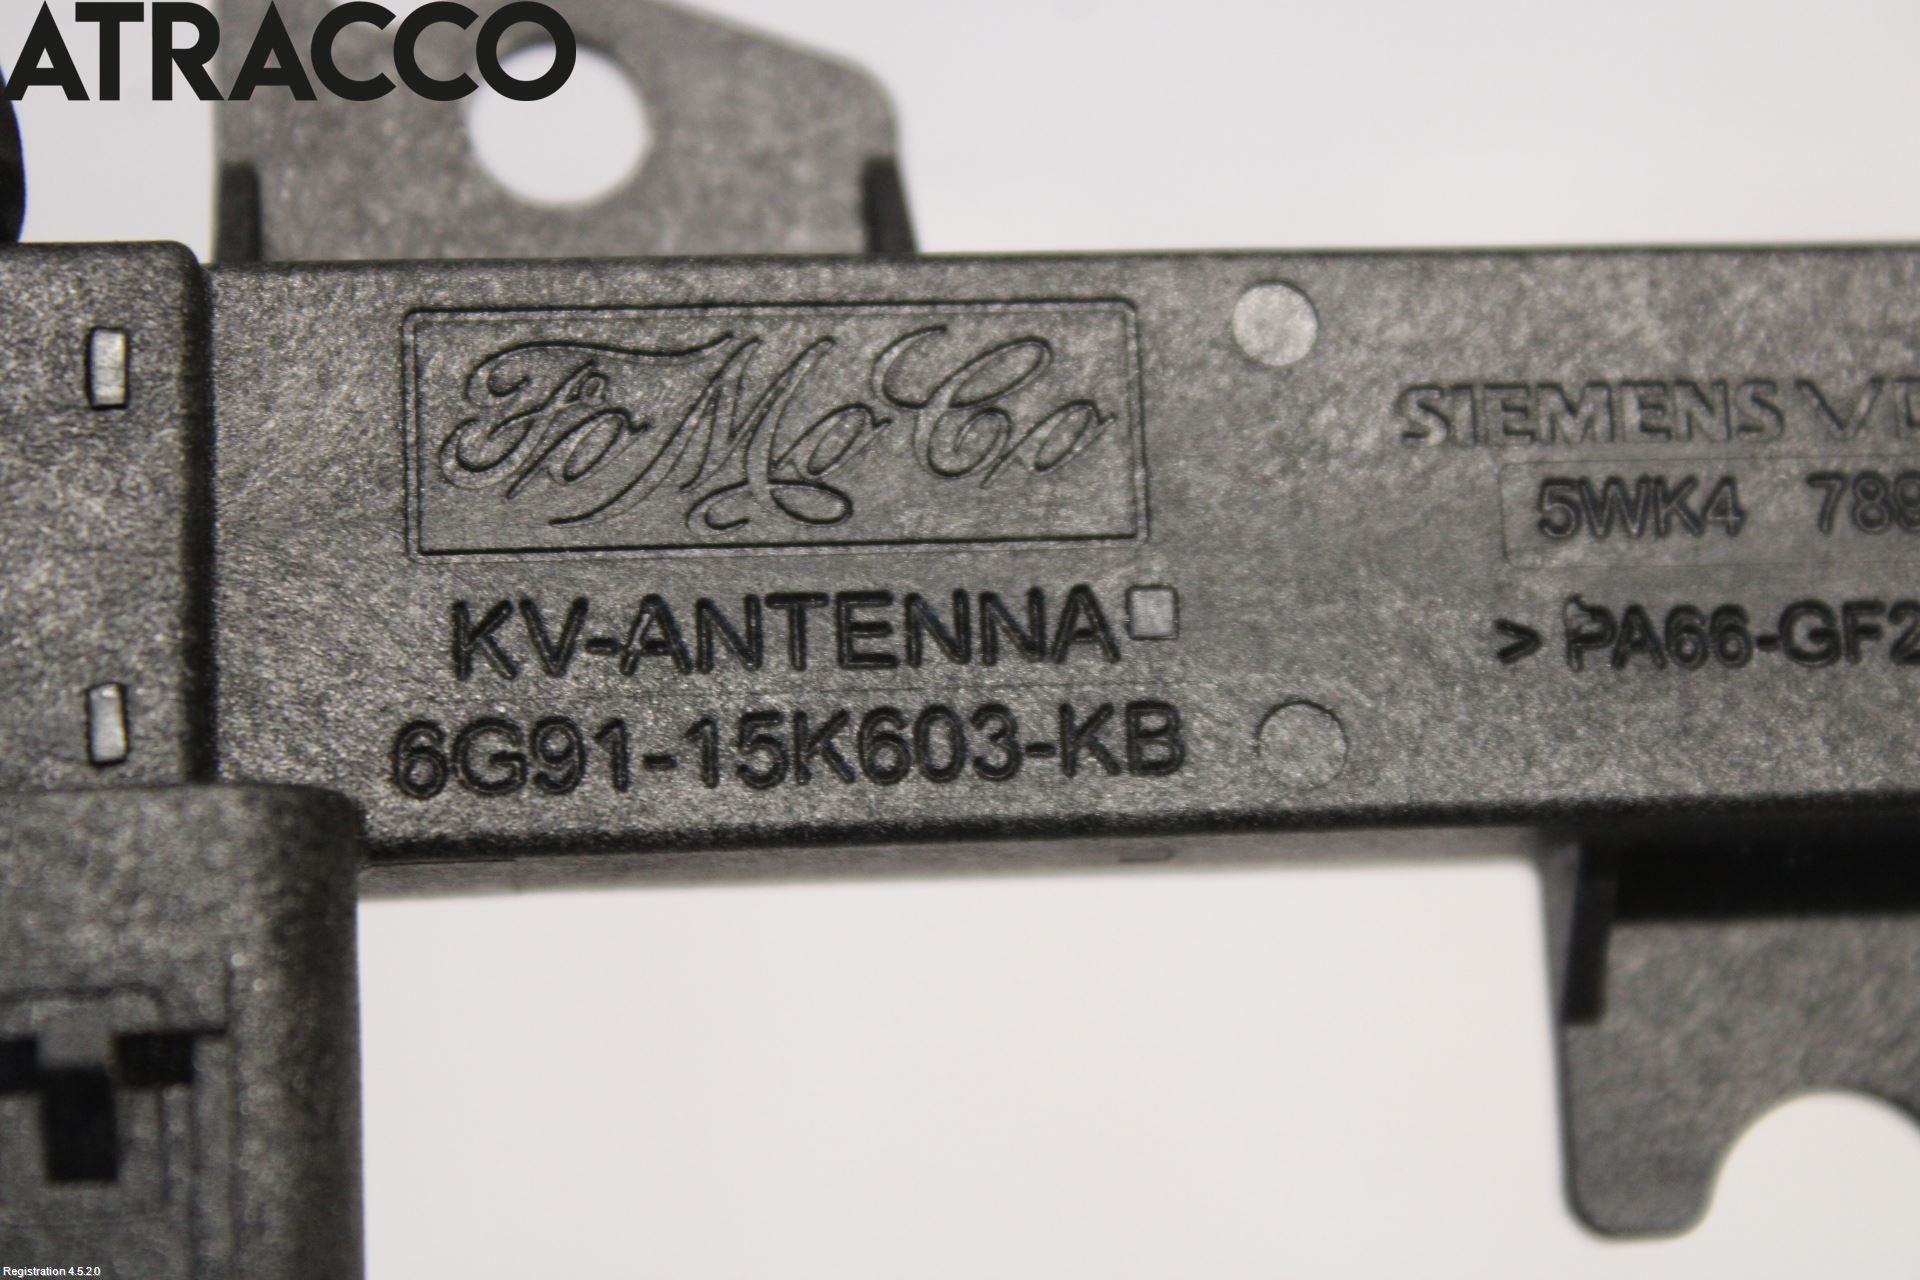 ATRACCO
FoMoCo
SIEMENS
5WK4 789
KV-ANTENNA
> PA66-GF2
6G91-15K603-KB
Registration 4.5.2.0